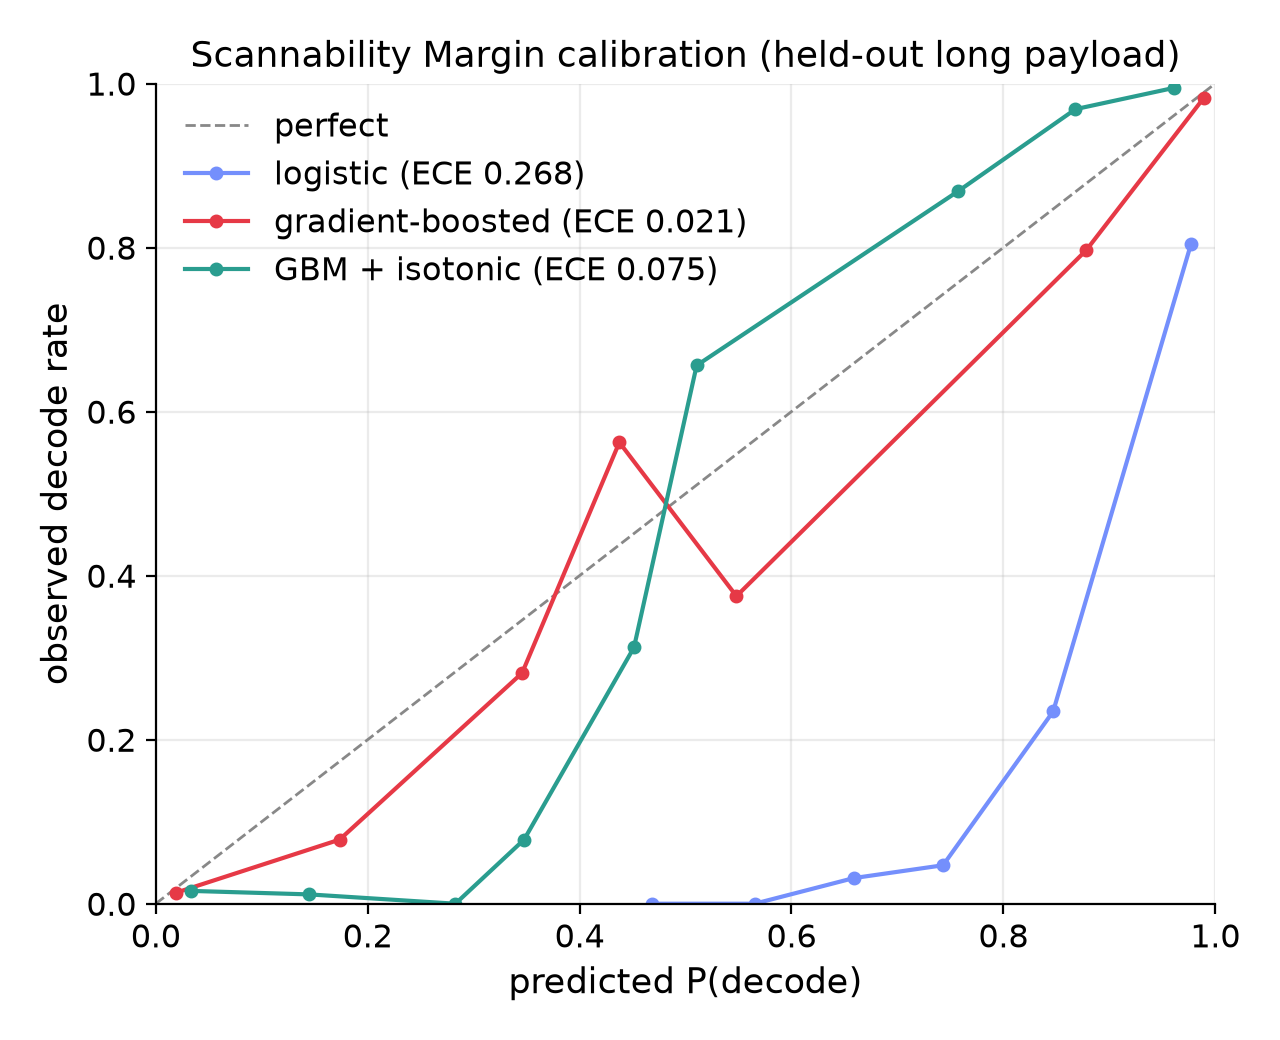 Scannability Margin calibration (held-out long payload)
1.0
0.8
0.6
0.4
0.2
0.0
observed decode rate
perfect
logistic (ECE 0.268)
gradient-boosted (ECE 0.021)
GBM + isotonic (ECE 0.075)
0.0 0.2 0.4 0.6 0.8 1.0
predicted P(decode)